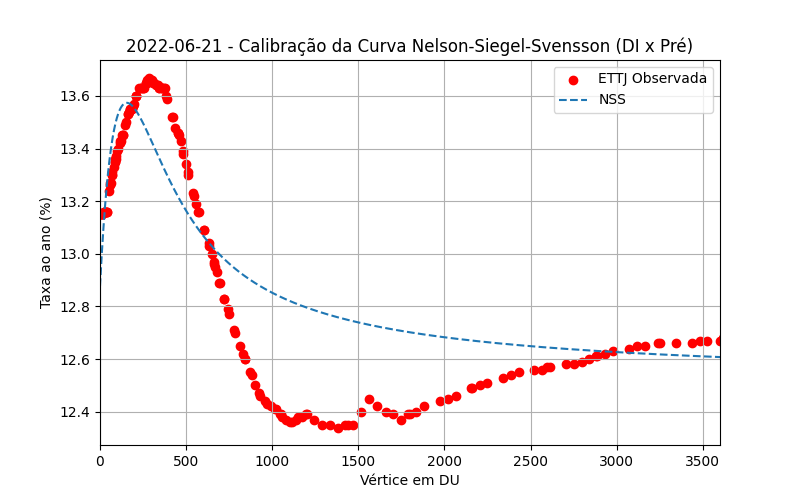 2022-06-21 - Calibração da Curva Nelson-Siegel-Svensson (DI x Pré)
ETTJ Observada
NSS
Taxa ao ano (%)
13.6
13.4
13.2
13.0
12.8
12.6
12.4
0 500 1000 1500 2000 2500 3000 3500
Vértice em DU